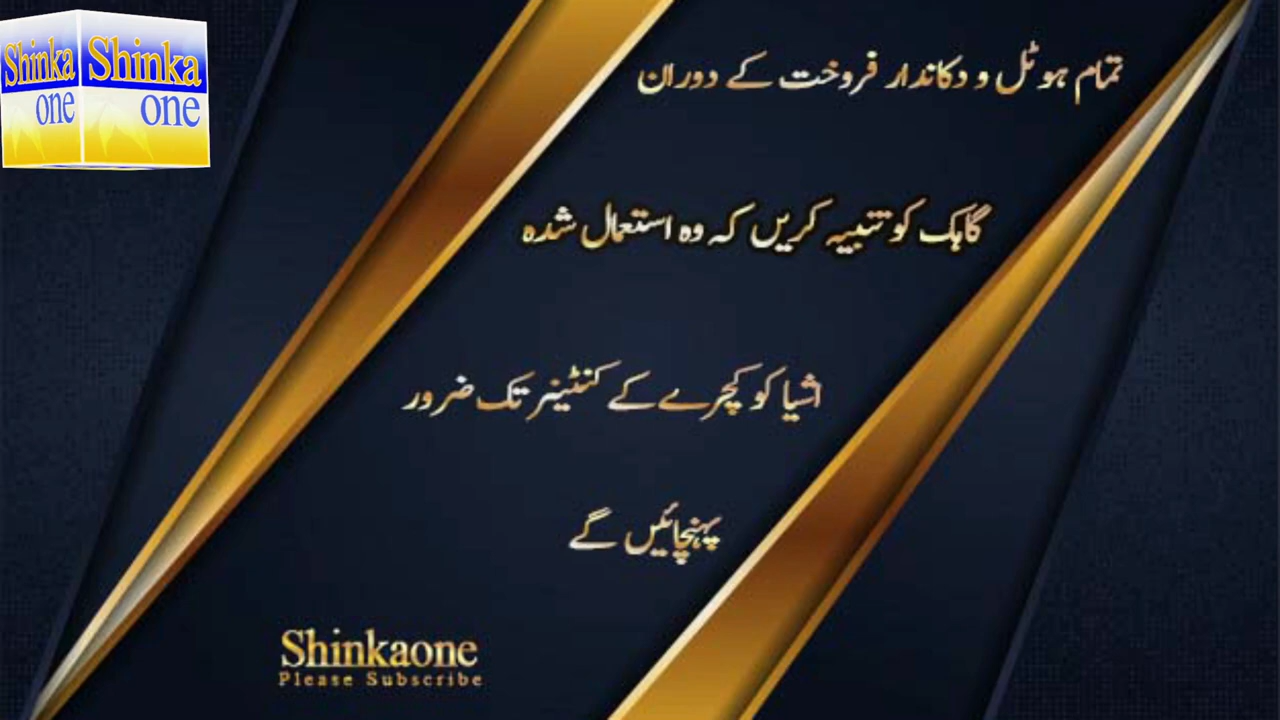 Shinka Shinka
one one
تمام ہوٹل و دکاندار فروخت کے دوران
گاہک کو تنبیہ کریں کہ وہ استعمال شدہ
اشیا کو کچرے کے کنٹینر تک ضرور
پہنچائیں گے
Shinkaone
Please Subscribe